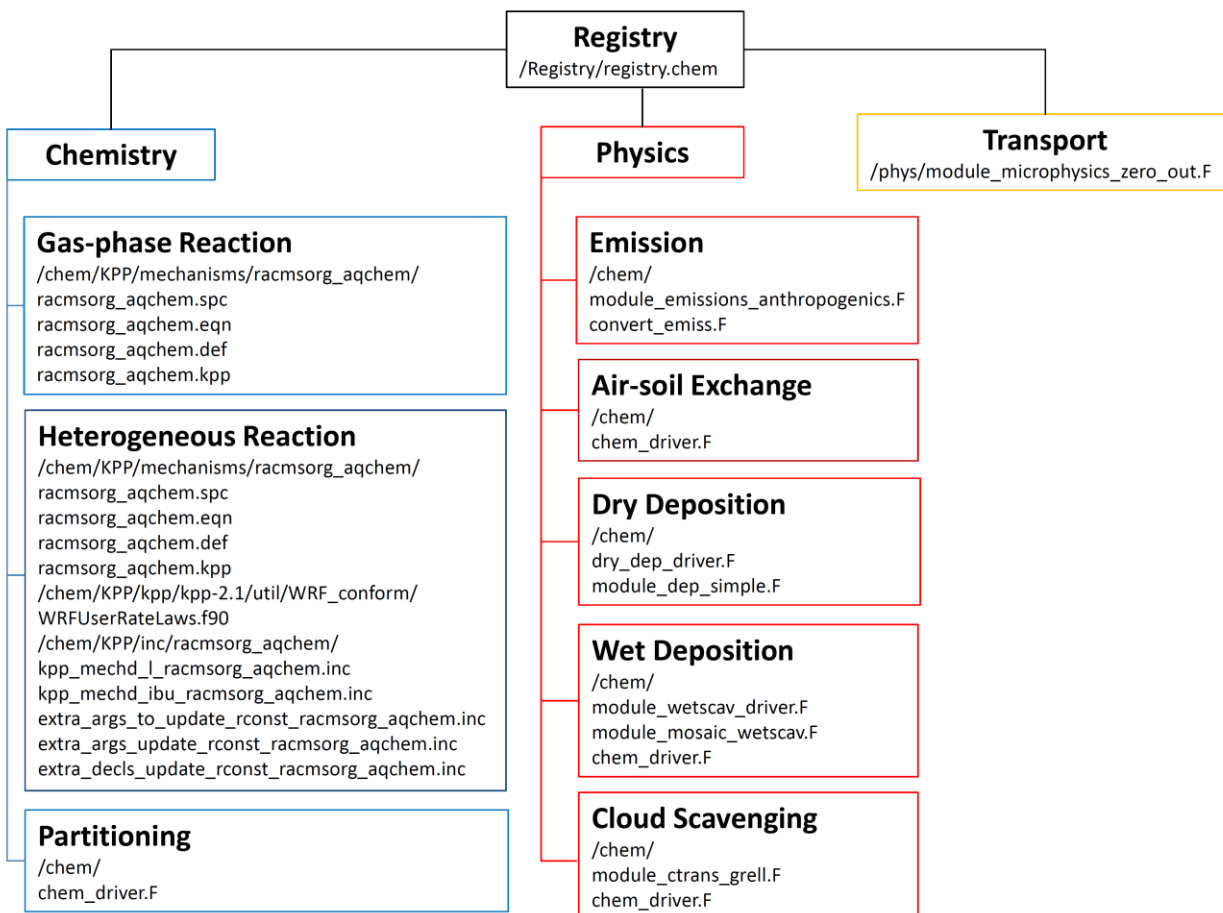 Registry
/Registry/registry.chem
Chemistry
Physics
Transport
/phys/module_microphysics_zero_out.F
Gas-phase Reaction
/chem/KPP/mechanisms/racmsorg_aqchem/
racmsorg_aqchem.spc
racmsorg_aqchem.eqn
racmsorg_aqchem.def
racmsorg_aqchem.kpp
Heterogeneous Reaction
/chem/KPP/mechanisms/racmsorg_aqchem/
racmsorg_aqchem.spc
racmsorg_aqchem.eqn
racmsorg_aqchem.def
racmsorg_aqchem.kpp
/chem/KPP/kpp/kpp-2.1/util/WRF_conform/
WRFUserRateLaws.f90
/chem/KPP/inc/racmsorg_aqchem/
kpp_mechd_l_racmsorg_aqchem.inc
kpp_mechd_ibu_racmsorg_aqchem.inc
extra_args_to_update_rconst_racmsorg_aqchem.inc
extra_args_update_rconst_racmsorg_aqchem.inc
extra_decls_update_rconst_racmsorg_aqchem.inc
Partitioning
/chem/
chem_driver.F
Emission
/chem/
module_emissions_anthropogenics.F
convert_emiss.F
Air-soil Exchange
/chem/
chem_driver.F
Dry Deposition
/chem/
dry_dep_driver.F
module_dep_simple.F
Wet Deposition
/chem/
module_wetscav_driver.F
module_mosaic_wetscav.F
chem_driver.F
Cloud Scavenging
/chem/
module_ctrans_grell.F
chem_driver.F